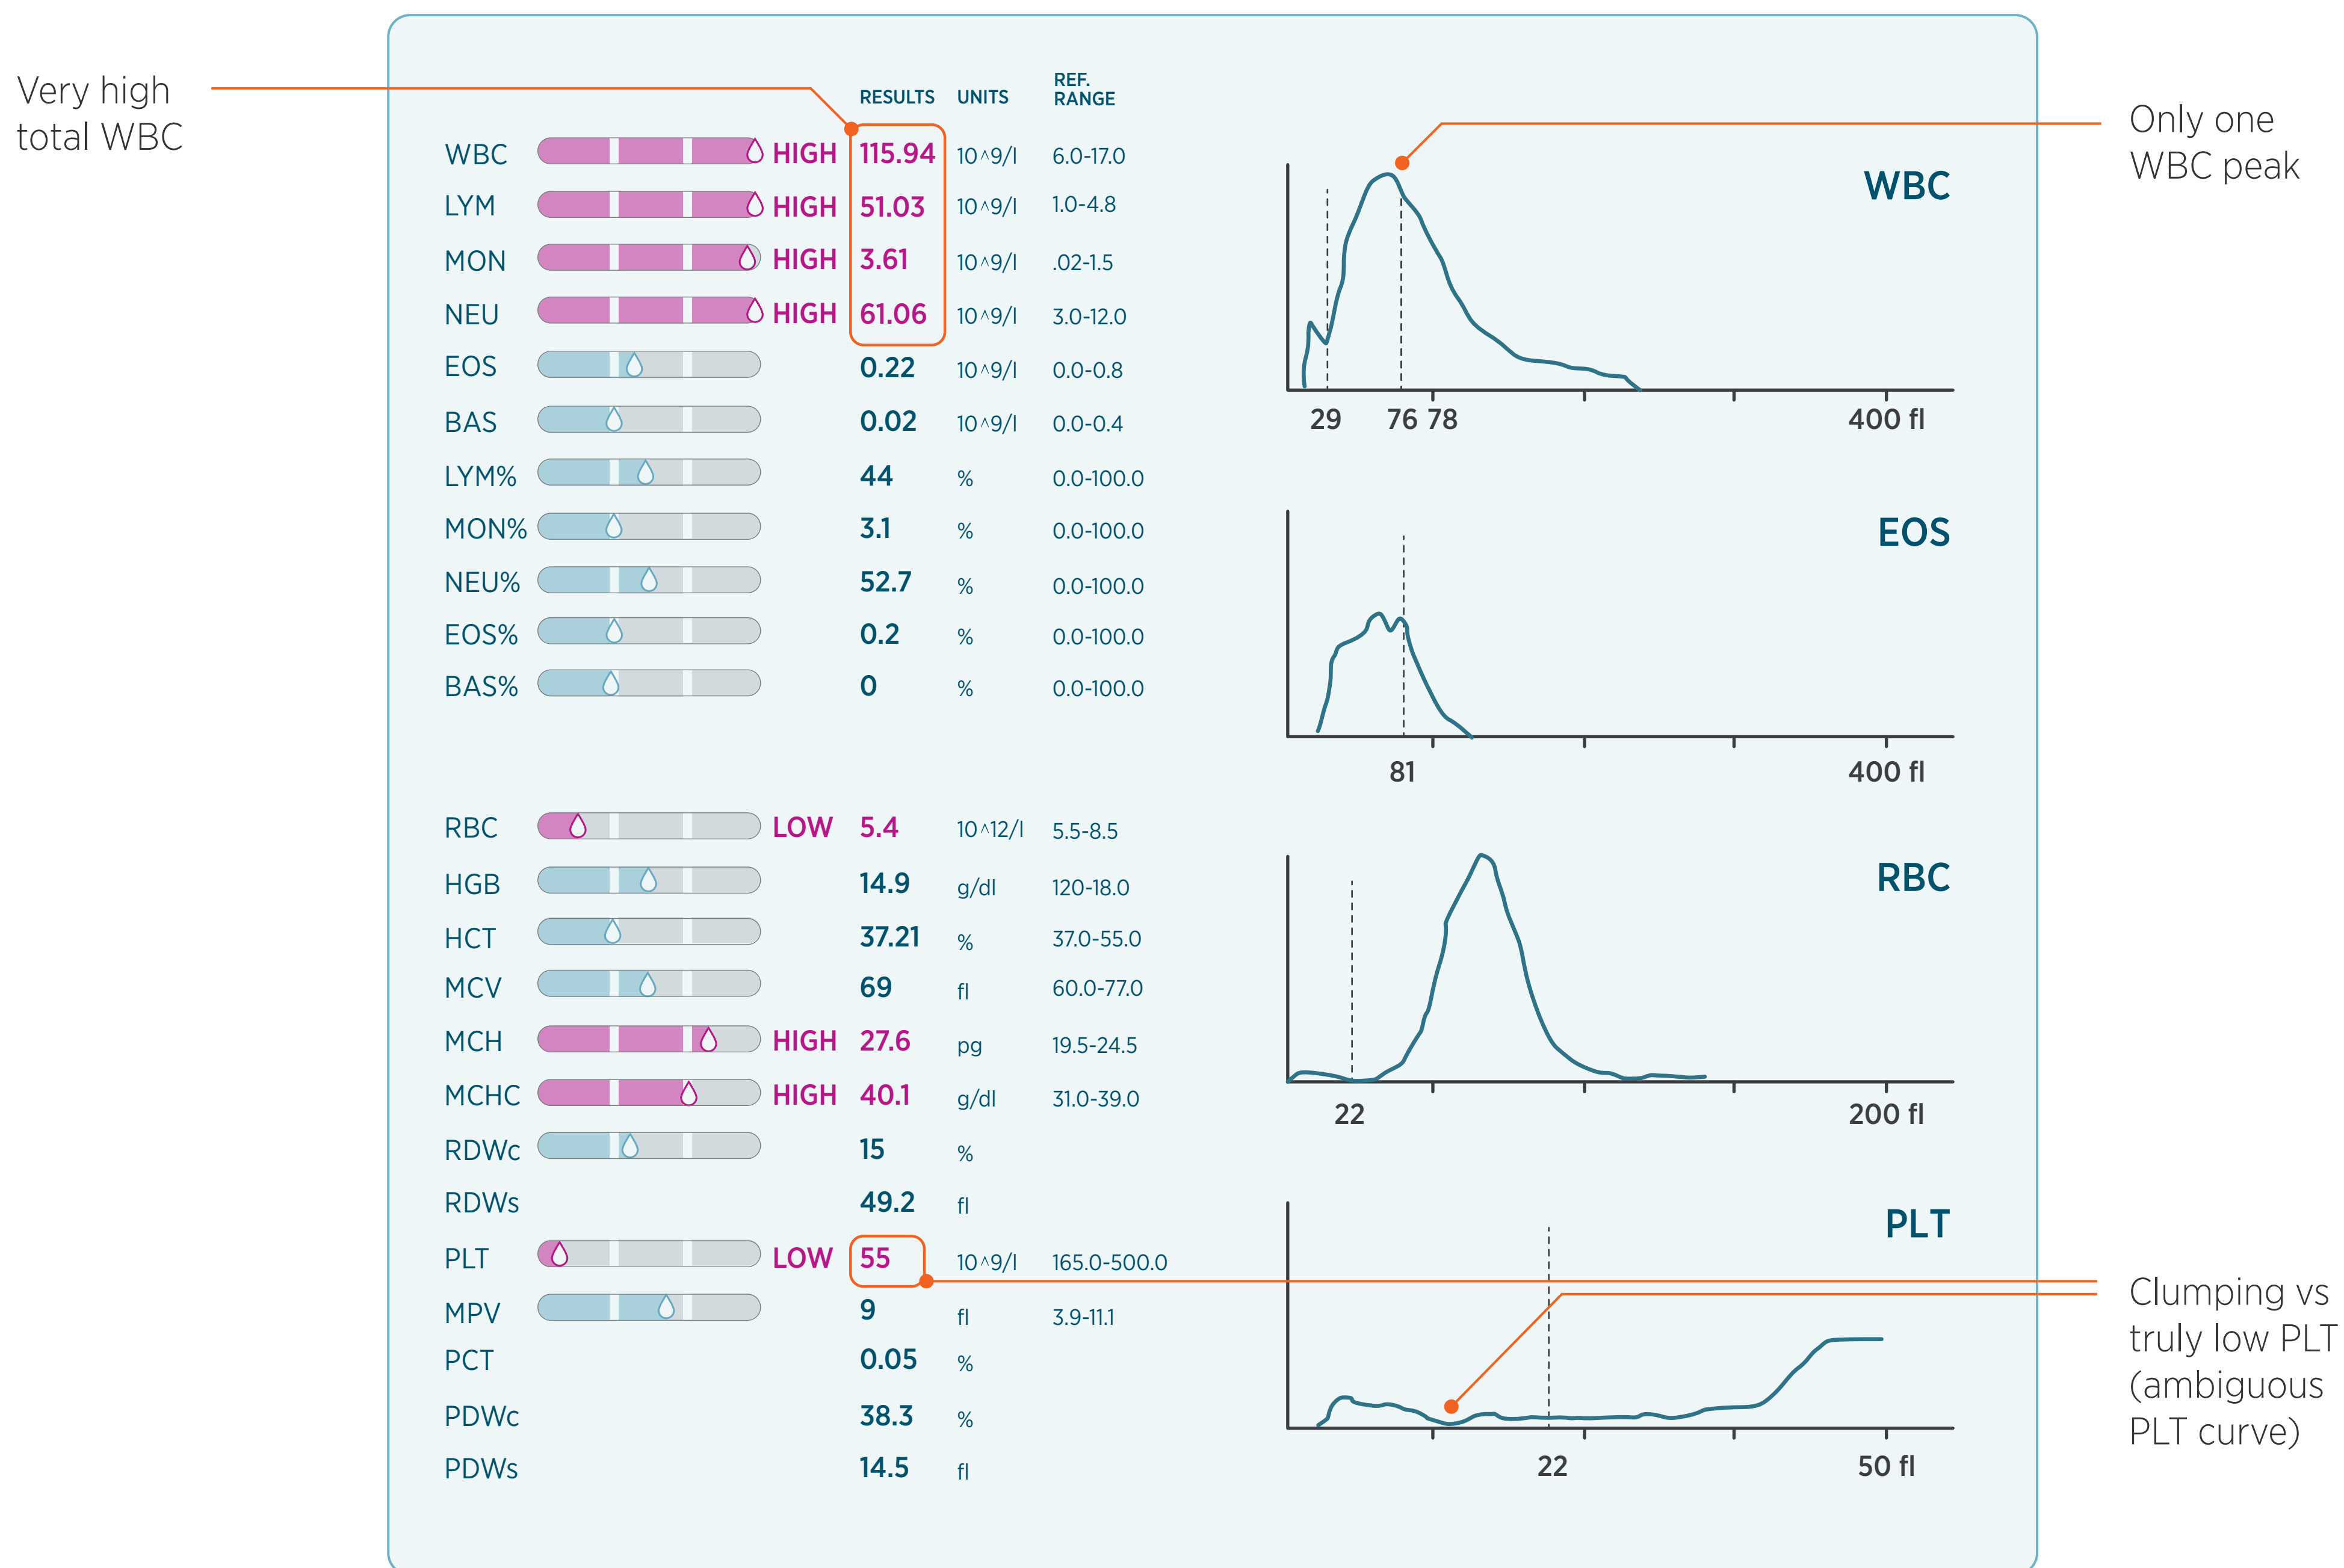 Very high
total WBC
RESULTS UNITS REF. RANGE
WBC HIGH 115.94 10^9/l 6.0-17.0
LYM HIGH 51.03 10^9/l 1.0-4.8
MON HIGH 3.61 10^9/l .02-1.5
NEU HIGH 61.06 10^9/l 3.0-12.0
EOS 0.22 10^9/l 0.0-0.8
BAS 0.02 10^9/l 0.0-0.4
LYM% 44 % 0.0-100.0
MON% 3.1 % 0.0-100.0
NEU% 52.7 % 0.0-100.0
EOS% 0.2 % 0.0-100.0
BAS% 0 % 0.0-100.0
RBC LOW 5.4 10^12/l 5.5-8.5
HGB 14.9 g/dl 120-18.0
HCT 37.21 % 37.0-55.0
MCV 69 fl 60.0-77.0
MCH HIGH 27.6 pg 19.5-24.5
MCHC HIGH 40.1 g/dl 31.0-39.0
RDWc 15 %
RDWs 49.2 fl
PLT LOW 55 10^9/l 165.0-500.0
MPV 9 fl 3.9-11.1
PCT 0.05 %
PDWc 38.3 %
PDWs 14.5 fl
WBC
29 76 78 400 fl
EOS
81 400 fl
RBC
22 200 fl
PLT
22 50 fl
Only one
WBC peak
Clumping vs
truly low PLT
(ambiguous
PLT curve)